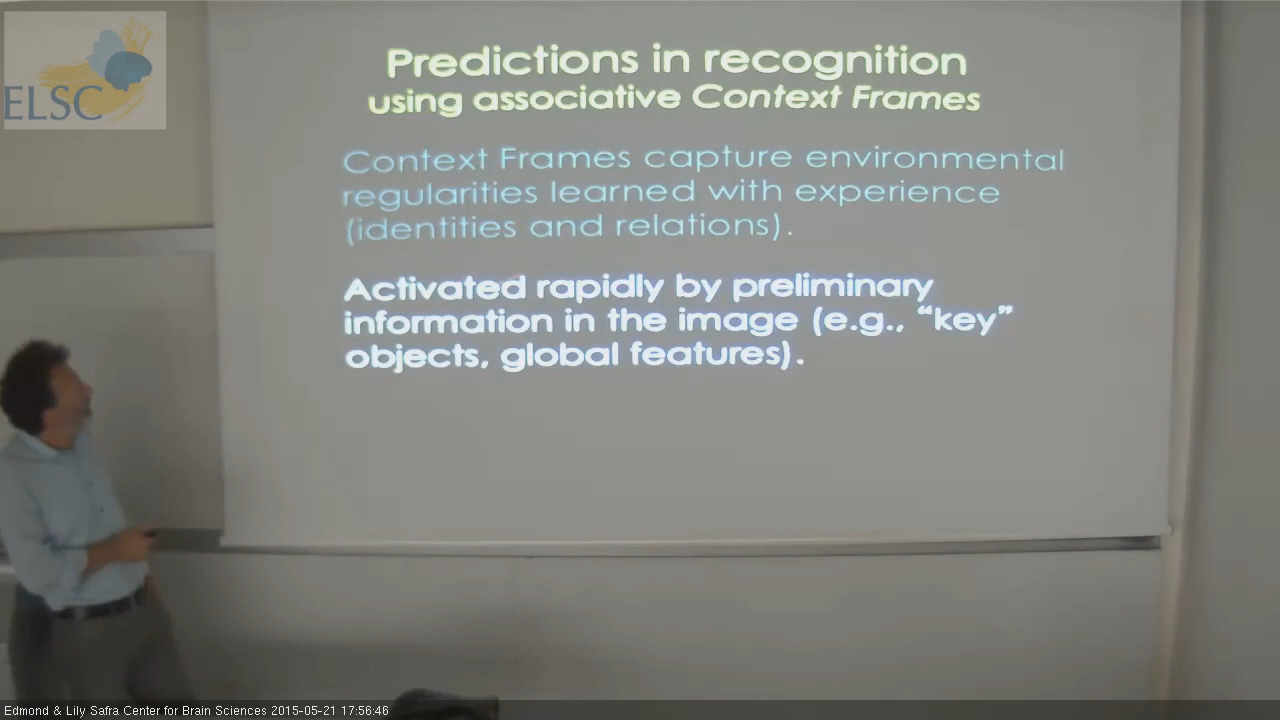 ELSC
Predictions in recognition
using associative Context Frames
Context Frames capture environmental
regularities learned with experience
(identities and relations).
Activated rapidly by preliminary
information in the image (e.g., “key”
objects, global features).
Edmond & Lily Safra Center for Brain Sciences 2015-05-21 17:56:46